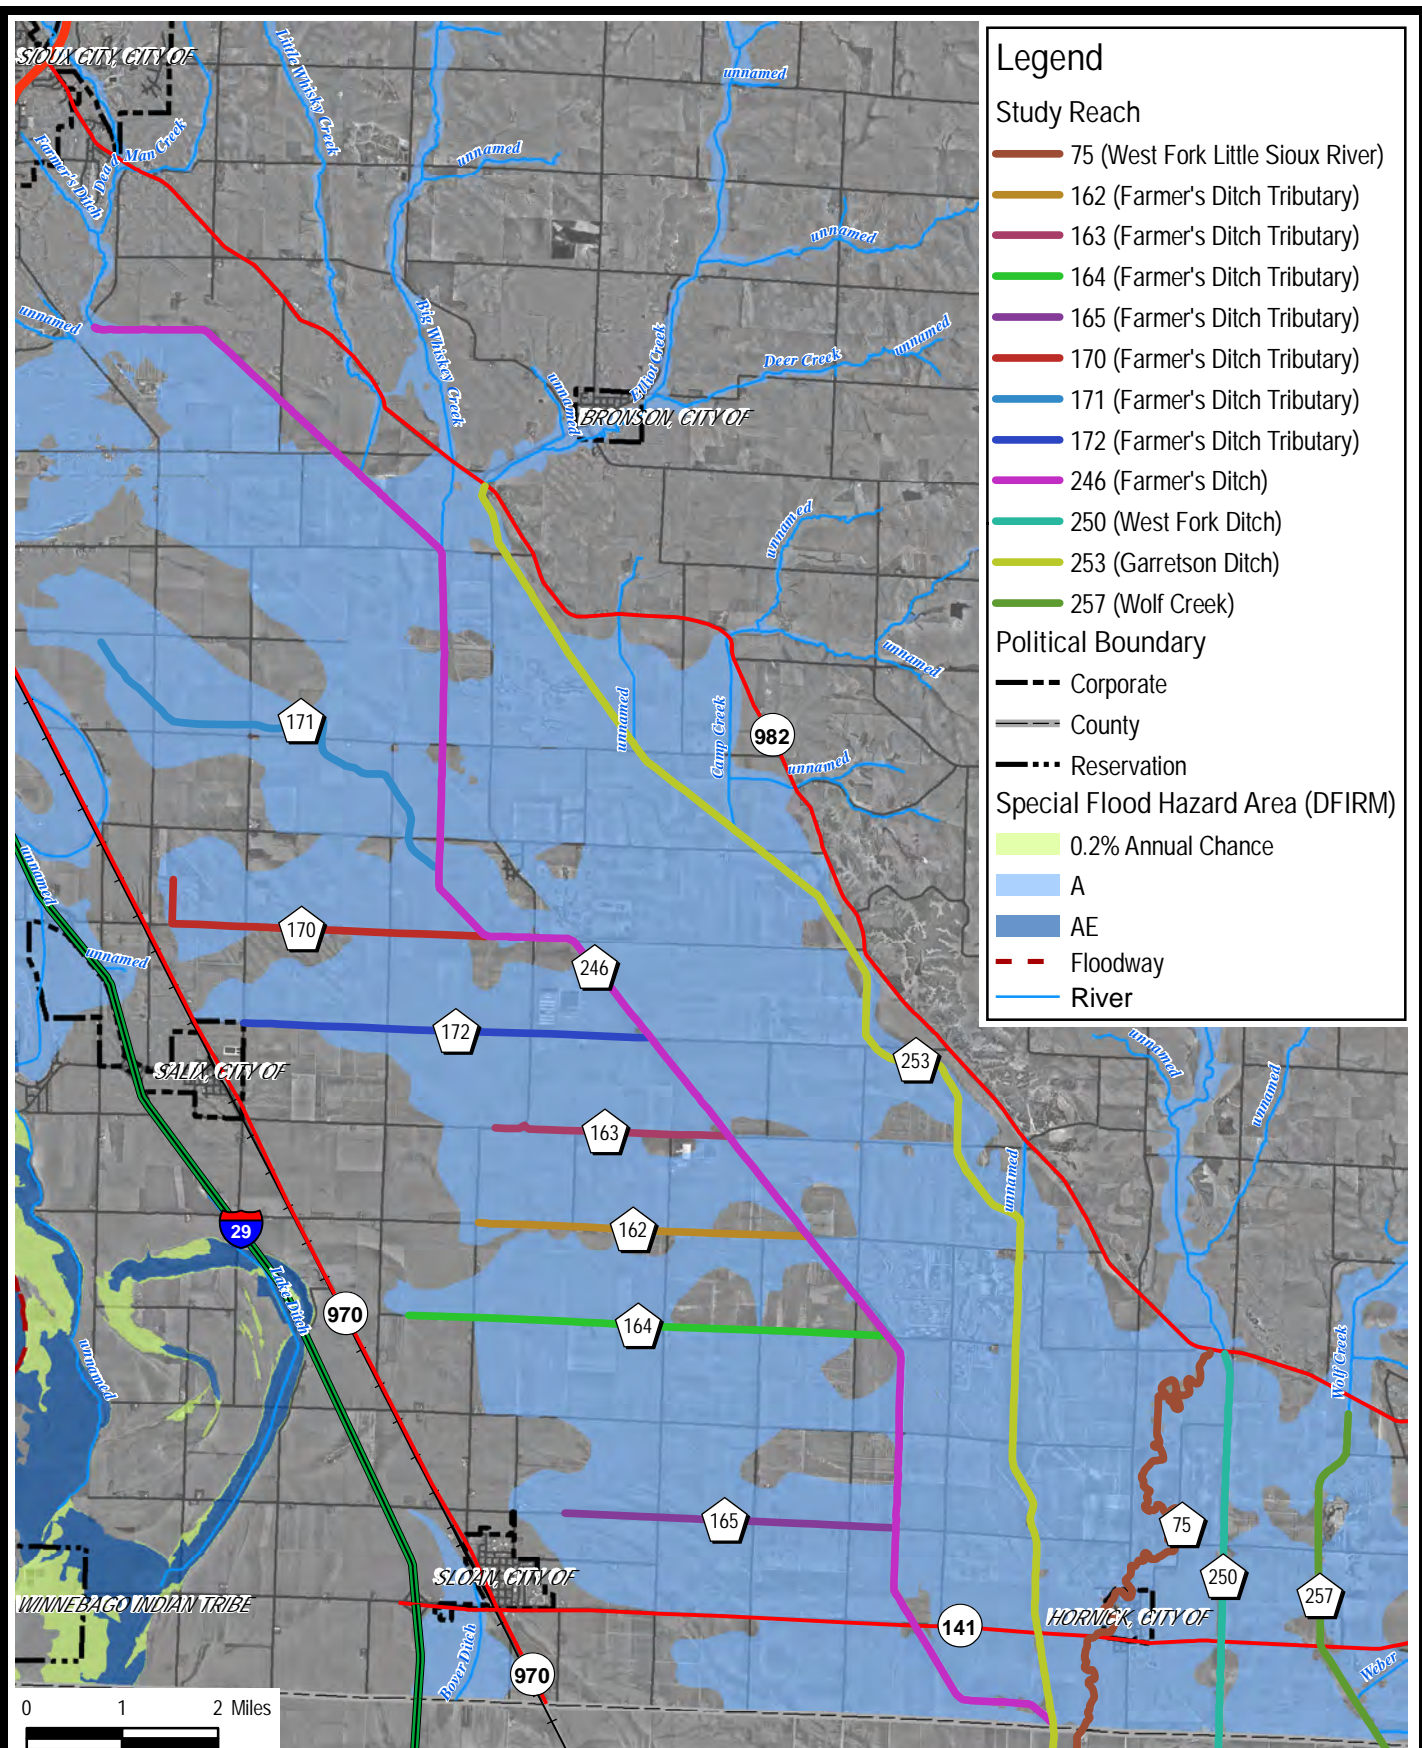 SIOUX CITY, CITY OF
Little Whisky Creek
unnamed
Farmer's Ditch
Dead Man Creek
unnamed
unnamed
unnamed
Big Whiskey Creek
Elliot Creek
Deer Creek
unnamed
unnamed
BRONSON, CITY OF
unnamed
unnamed
unnamed
Camp Creek
171
982
unnamed
unnamed
170
246
unnamed
172
253
SALIX, CITY OF
unnamed
unnamed
163
unnamed
29
162
Lake Ditch
970
164
unnamed
Wolf Creek
165
75
SLOAN, CITY OF
250
WINNEBAGO INDIAN TRIBE
257
HORNICK, CITY OF
141
Bover Ditch
970
Weber
0 1 2 Miles
Legend
Study Reach
75 (West Fork Little Sioux River)
162 (Farmer's Ditch Tributary)
163 (Farmer's Ditch Tributary)
164 (Farmer's Ditch Tributary)
165 (Farmer's Ditch Tributary)
170 (Farmer's Ditch Tributary)
171 (Farmer's Ditch Tributary)
172 (Farmer's Ditch Tributary)
246 (Farmer's Ditch)
250 (West Fork Ditch)
253 (Garretson Ditch)
257 (Wolf Creek)
Political Boundary
Corporate
County
Reservation
Special Flood Hazard Area (DFIRM)
0.2% Annual Chance
A
AE
Floodway
River